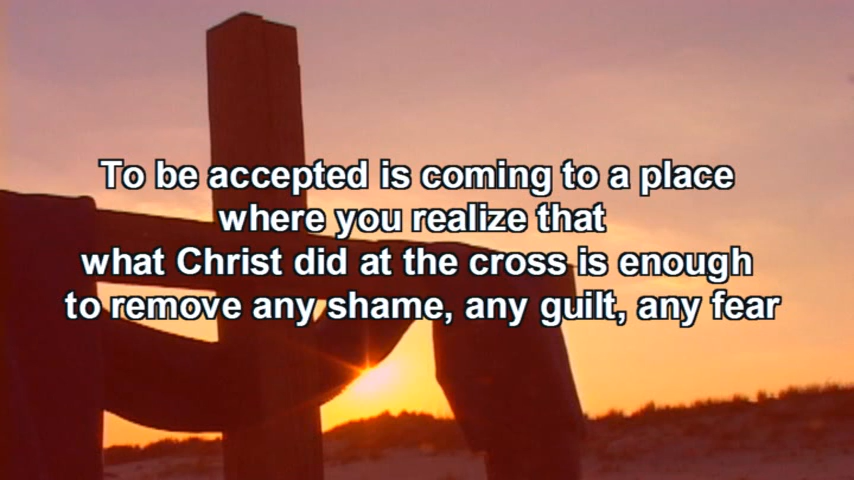 To be accepted is coming to a place
where you realize that
what Christ did at the cross is enough
to remove any shame, any guilt, any fear